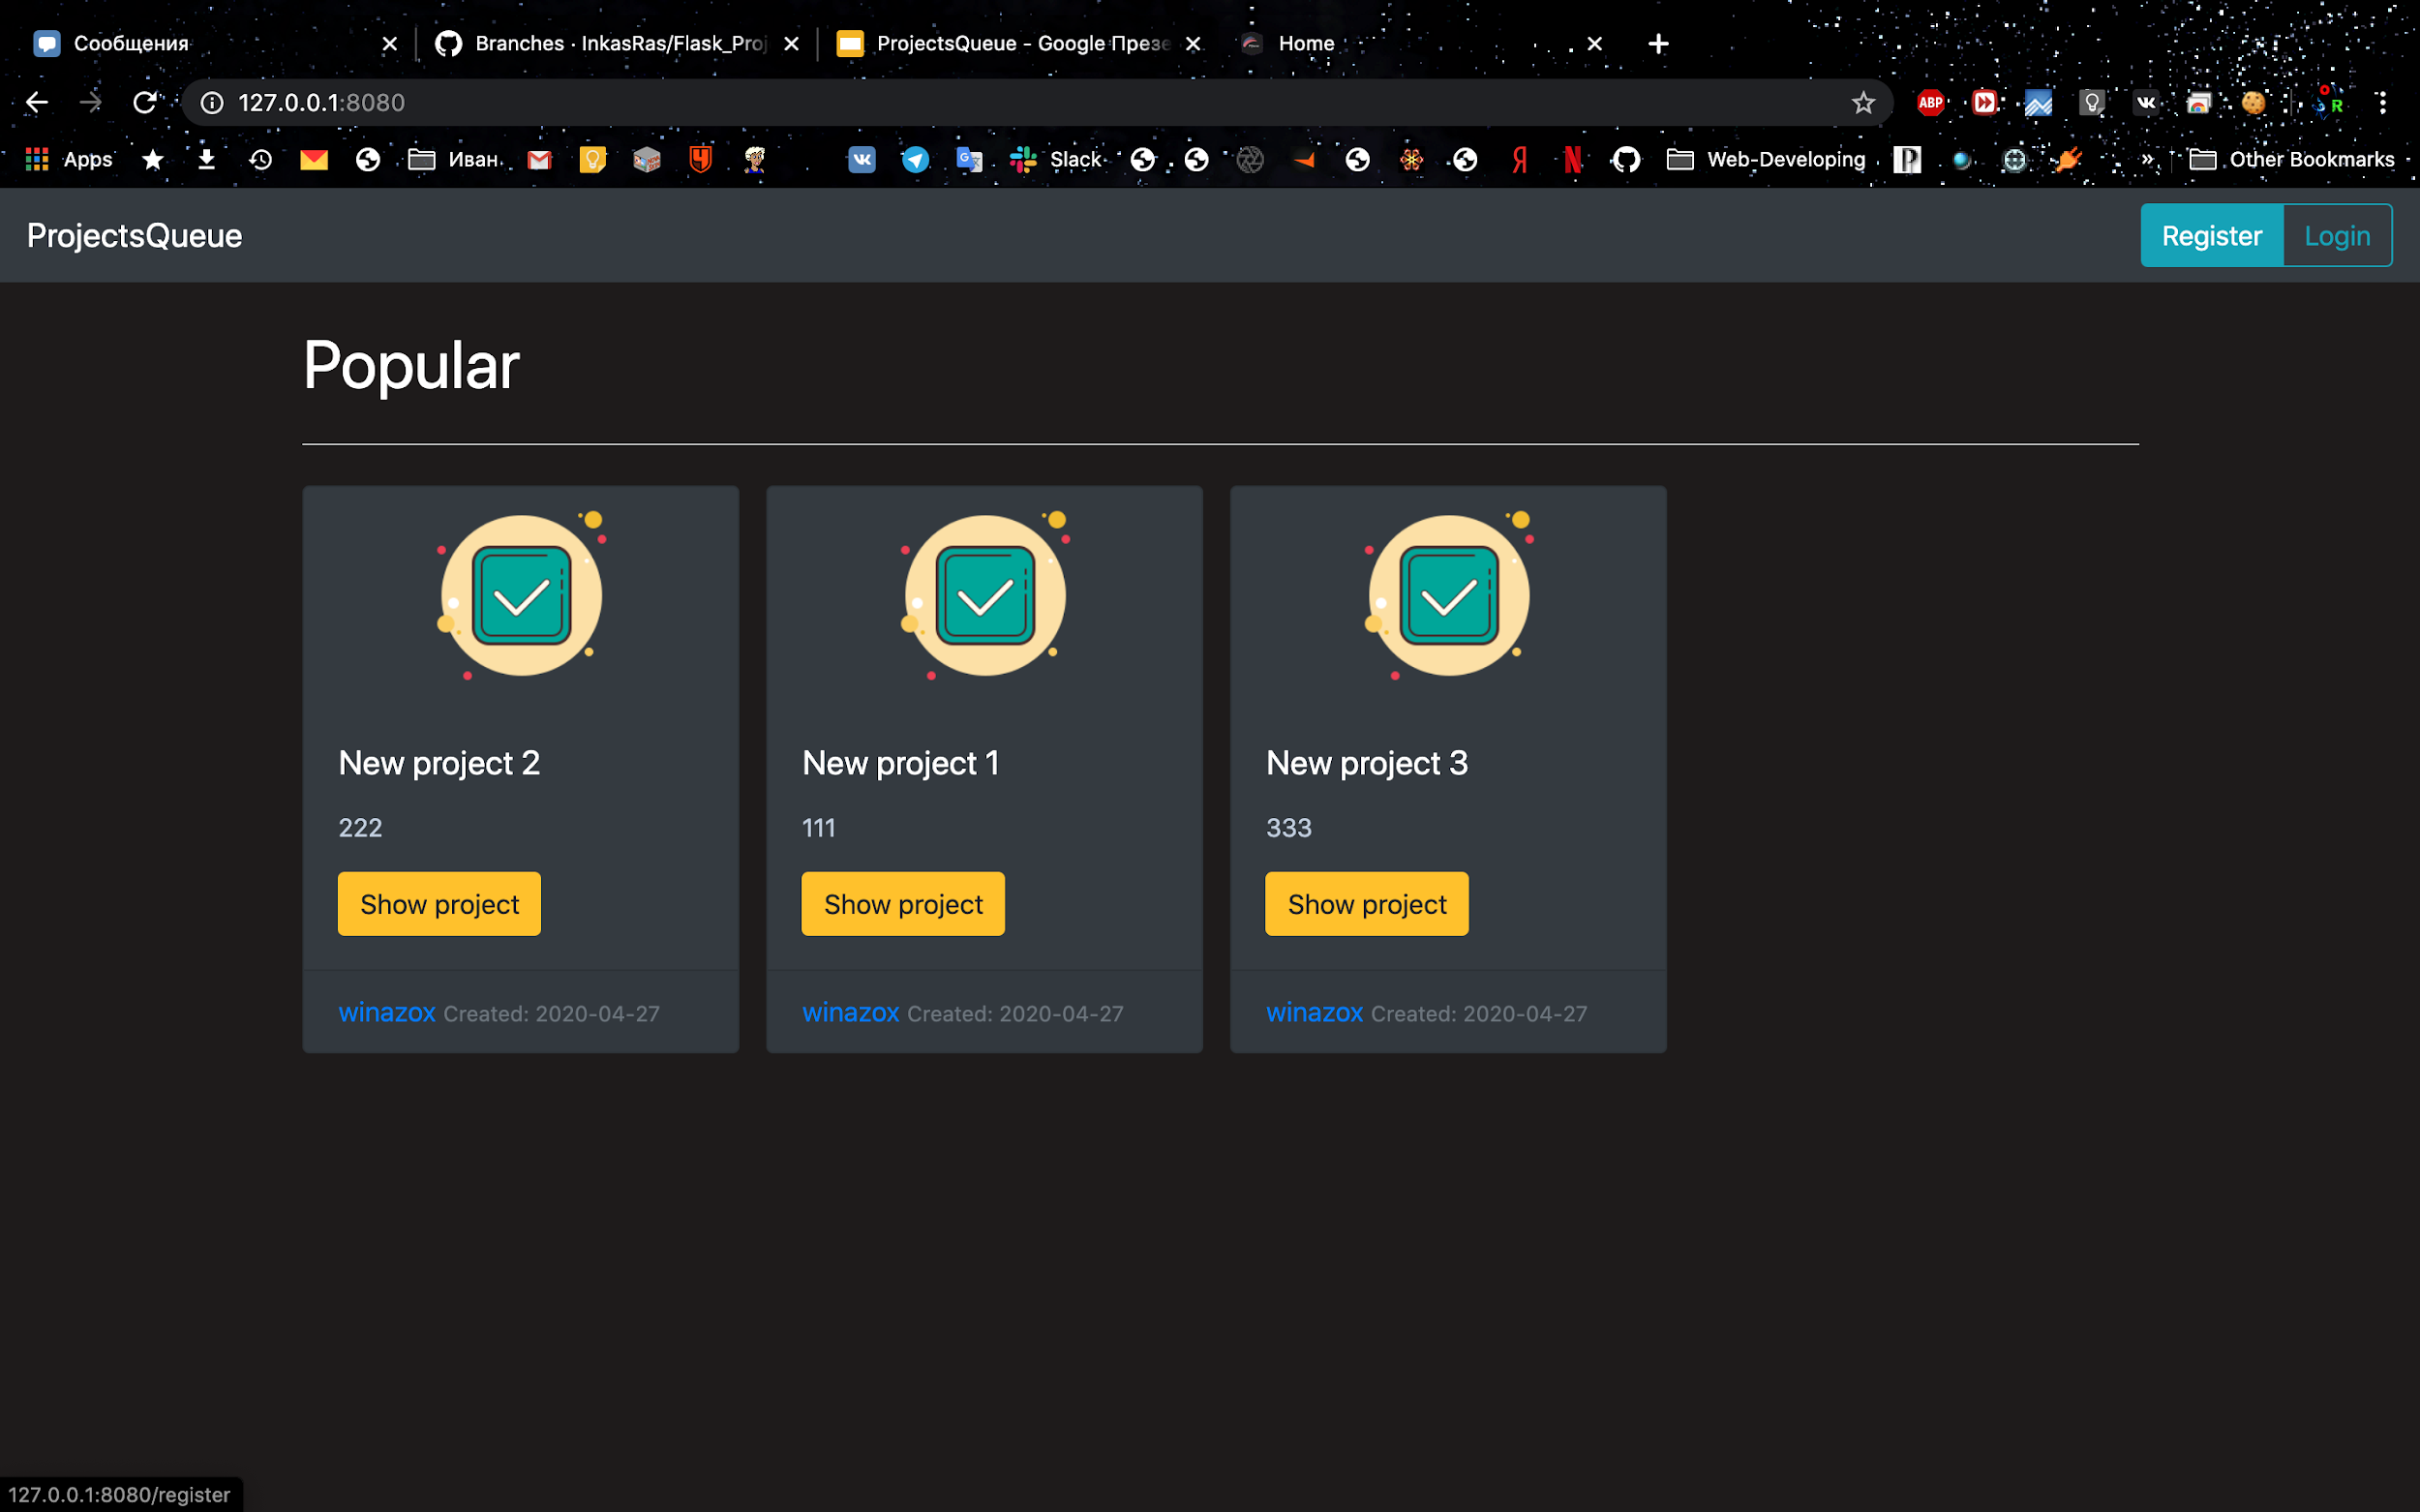 Сообщения
Branches · InkasRas/Flask_Proj
ProjectsQueue - Google Презе
Home
127.0.0.1:8080
ABP
Apps
Иван
Slack
Web-Developing
Other Bookmarks
ProjectsQueue
Register
Login
Popular
New project 2
222
Show project
winazox Created: 2020-04-27
New project 1
111
Show project
winazox Created: 2020-04-27
New project 3
333
Show project
winazox Created: 2020-04-27
127.0.0.1:8080/register